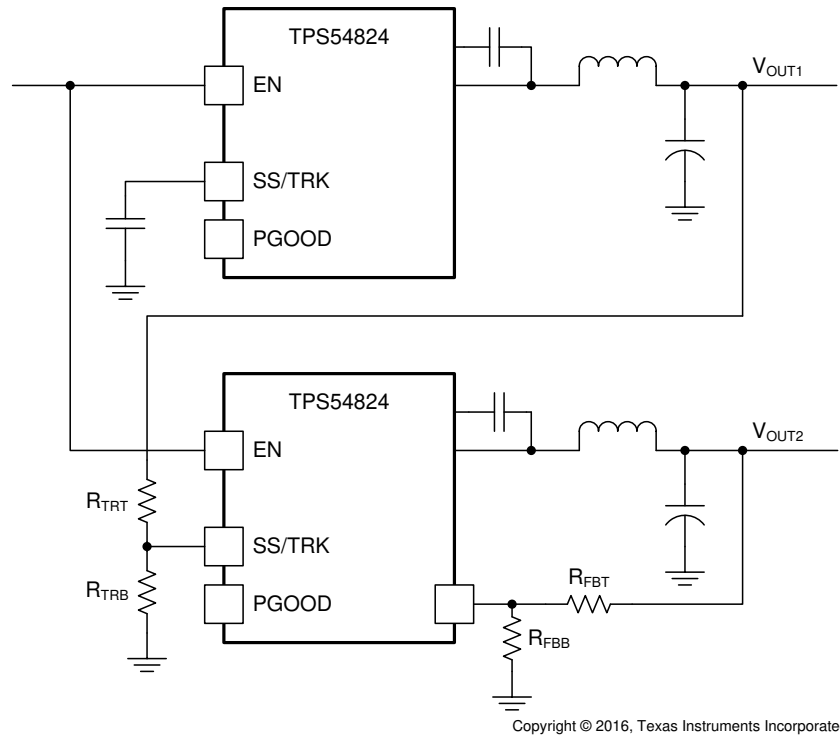 TPS54824
EN
SS/TRK
PGOOD
VOUT1
TPS54824
EN
SS/TRK
PGOOD
VOUT2
RTRT
RTRB
RFBT
RFBB
Copyright © 2016, Texas Instruments Incorporate